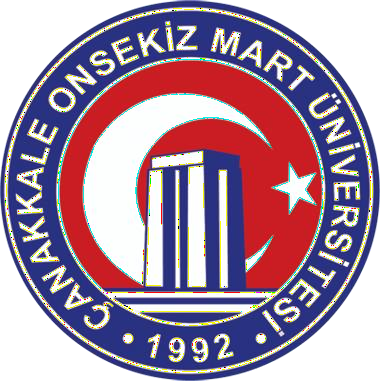 ÇANAKKALE ONSEKİZ MART ÜNİVERSİTESİ
• 1992 •